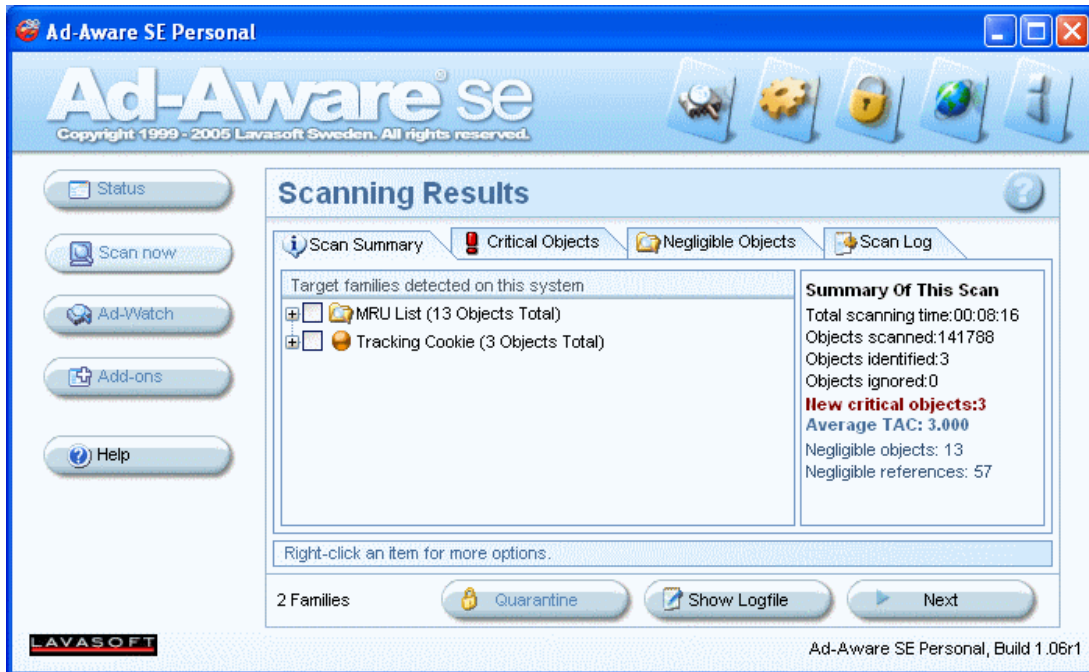 Ad-Aware SE Personal
Ad-Aware® SE
Copyright 1999 - 2005 Lavasoft Sweden. All rights reserved.
Status
Scan now
Ad-Watch
Add-ons
Help
Scanning Results
?
Scan Summary
Critical Objects
Negligible Objects
Scan Log
Target families detected on this system
MRU List (13 Objects Total)
Tracking Cookie (3 Objects Total)
Summary Of This Scan
Total scanning time:00:08:16
Objects scanned:141788
Objects identified:3
Objects ignored:0
New critical objects:3
Average TAC: 3.000
Negligible objects: 13
Negligible references: 57
Right-click an item for more options.
2 Families
Quarantine
Show Logfile
Next
LAVASOFT
Ad-Aware SE Personal, Build 1.06r1